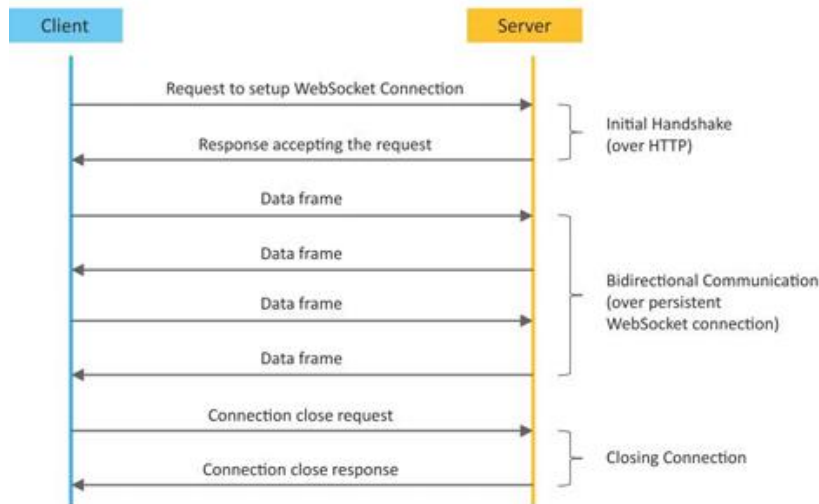 Client
Server
Request to setup WebSocket Connection
Response accepting the request
Initial Handshake
(over HTTP)
Data frame
Data frame
Data frame
Data frame
Bidirectional Communication
(over persistent
WebSocket connection)
Connection close request
Connection close response
Closing Connection